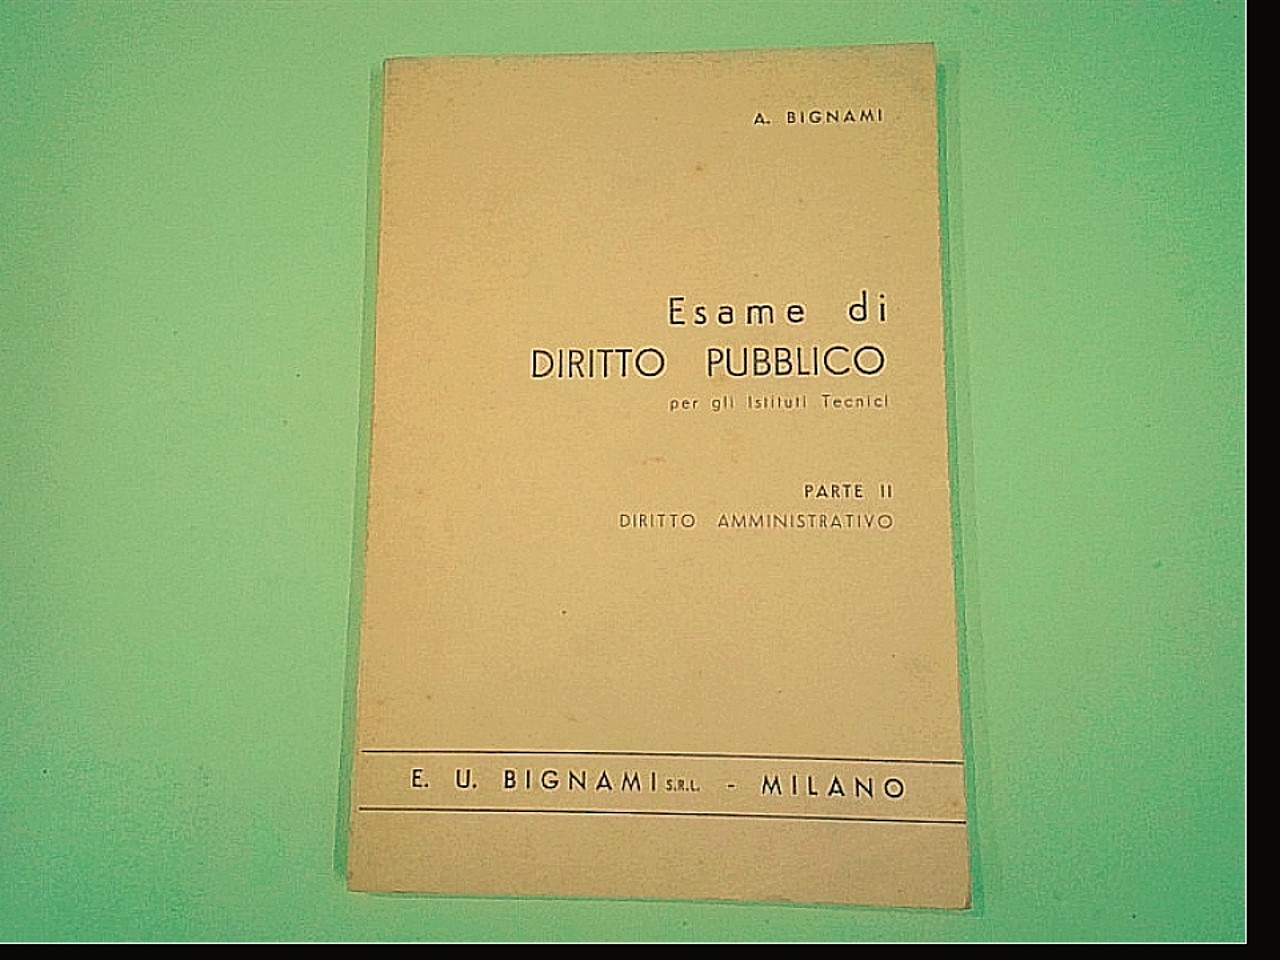 A. BIGNAMI
Esame di
DIRITTO PUBBLICO
per gli Istituti Tecnici
PARTE II
DIRITTO AMMINISTRATIVO
E. U. BIGNAMI S.R.L. - MILANO